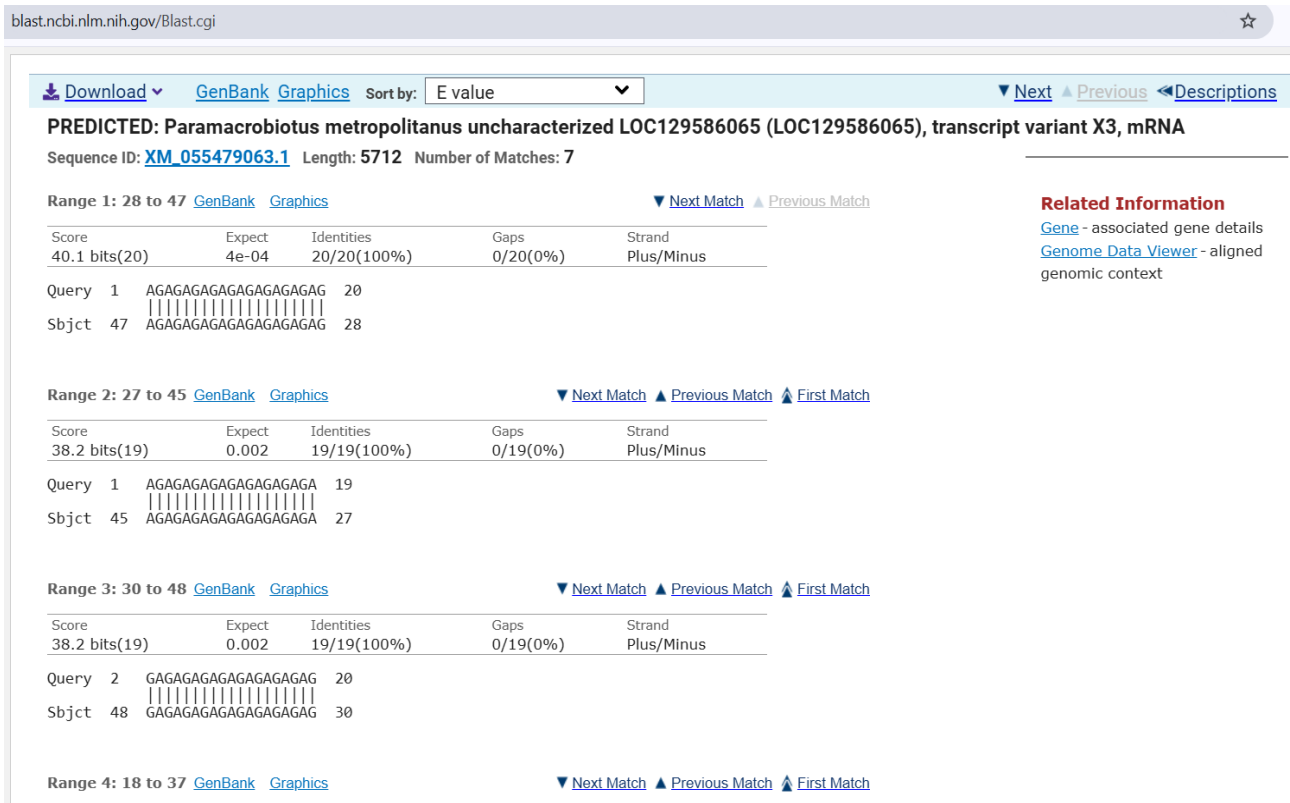 blast.ncbi.nlm.nih.gov/Blast.cgi
Download GenBank Graphics Sort by: E value Next Previous Descriptions
PREDICTED: Paramacrobiotus metropolitanus uncharacterized LOC129586065 (LOC129586065), transcript variant X3, mRNA
Sequence ID: XM_055479063.1 Length: 5712 Number of Matches: 7
Range 1: 28 to 47 GenBank Graphics Next Match Previous Match
Score Expect Identities Gaps Strand
40.1 bits(20) 4e-04 20/20(100%) 0/20(0%) Plus/Minus
Query 1 AGAGAGAGAGAGAGAGAGAG 20
||||||||||||||||||||
Sbjct 47 AGAGAGAGAGAGAGAGAGAG 28
Related Information
Gene - associated gene details
Genome Data Viewer - aligned
genomic context
Range 2: 27 to 45 GenBank Graphics Next Match Previous Match First Match
Score Expect Identities Gaps Strand
38.2 bits(19) 0.002 19/19(100%) 0/19(0%) Plus/Minus
Query 1 AGAGAGAGAGAGAGAGAGA 19
|||||||||||||||||||
Sbjct 45 AGAGAGAGAGAGAGAGAGA 27
Range 3: 30 to 48 GenBank Graphics Next Match Previous Match First Match
Score Expect Identities Gaps Strand
38.2 bits(19) 0.002 19/19(100%) 0/19(0%) Plus/Minus
Query 2 GAGAGAGAGAGAGAGAGAG 20
|||||||||||||||||||
Sbjct 48 GAGAGAGAGAGAGAGAGAG 30
Range 4: 18 to 37 GenBank Graphics Next Match Previous Match First Match